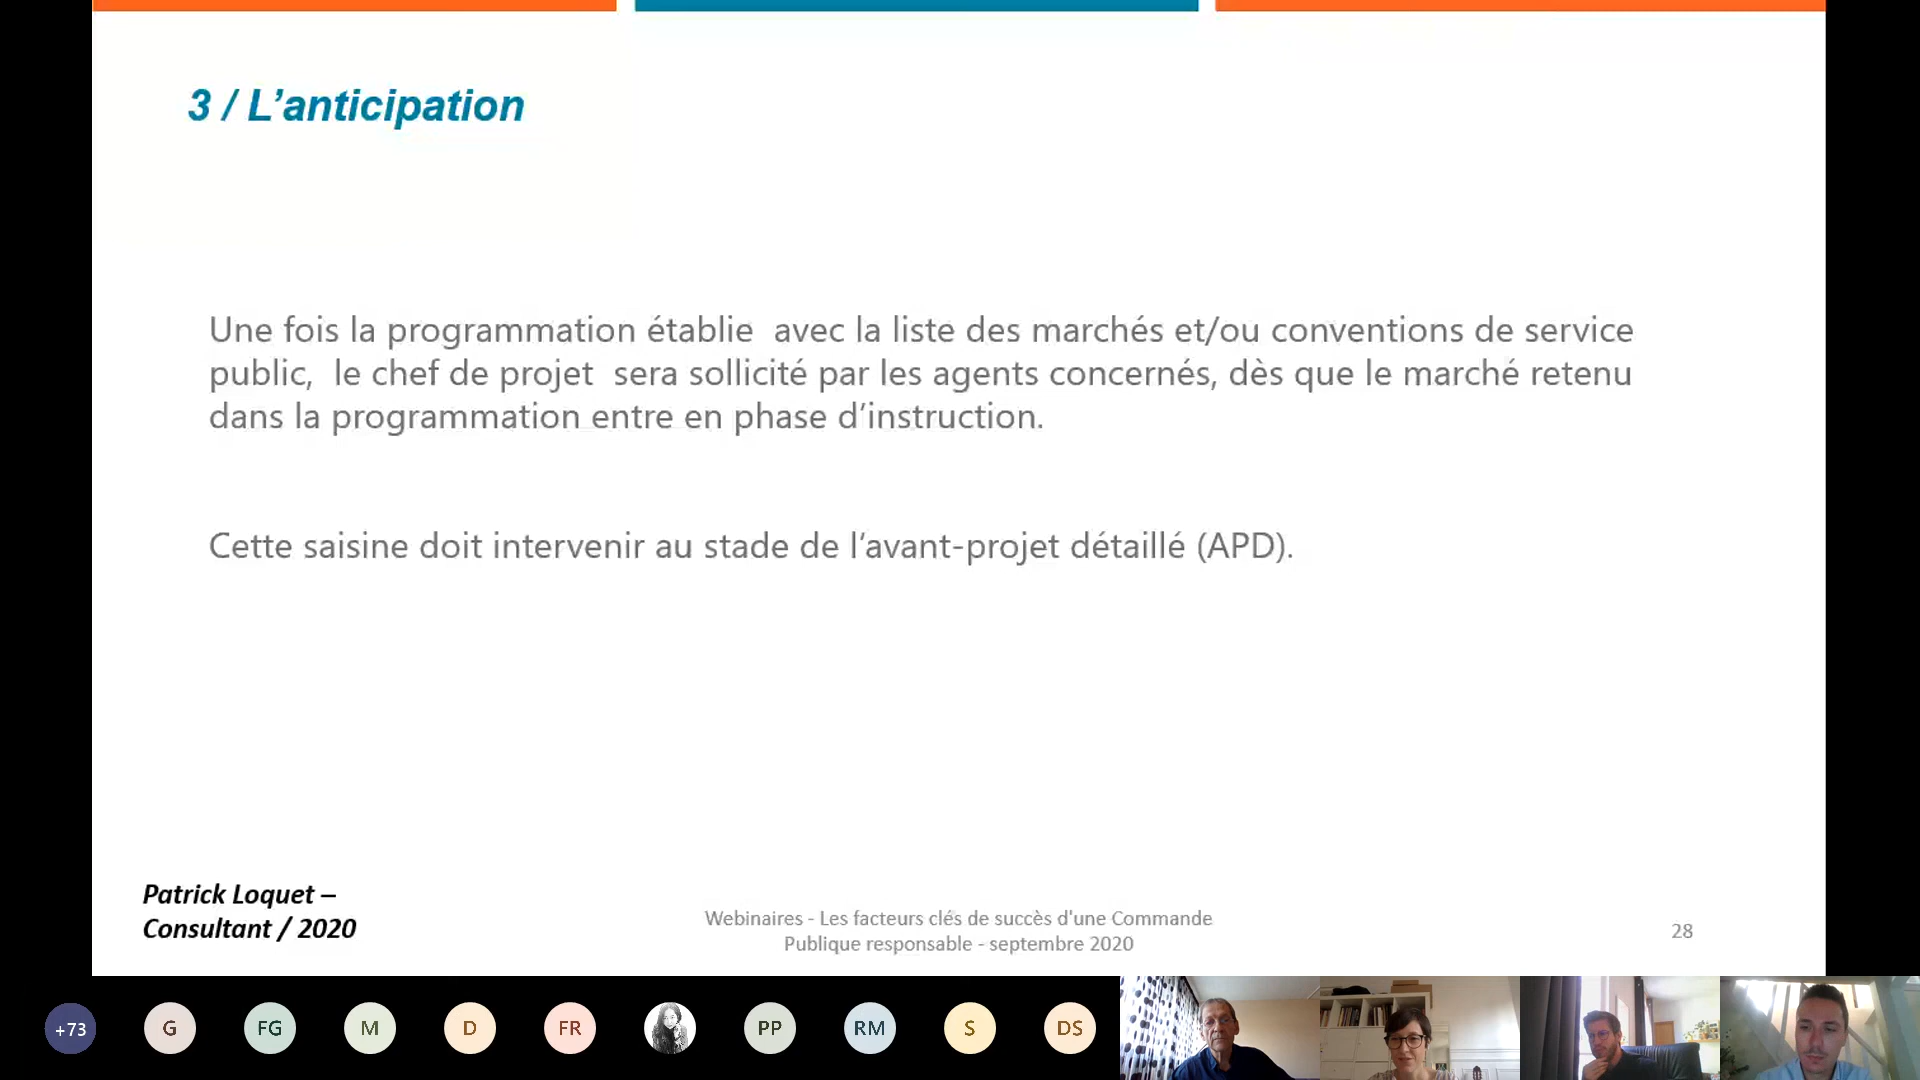 3 / L’anticipation
Une fois la programmation établie  avec la liste des marchés et/ou conventions de service
public,  le chef de projet  sera sollicité par les agents concernés, dès que le marché retenu
dans la programmation entre en phase d’instruction.
Cette saisine doit intervenir au stade de l’avant-projet détaillé (APD).
Patrick Loquet –
Consultant / 2020
Webinaires - Les facteurs clés de succès d'une Commande
Publique responsable - septembre 2020
28
+73
G
FG
M
D
FR
PP
RM
S
DS